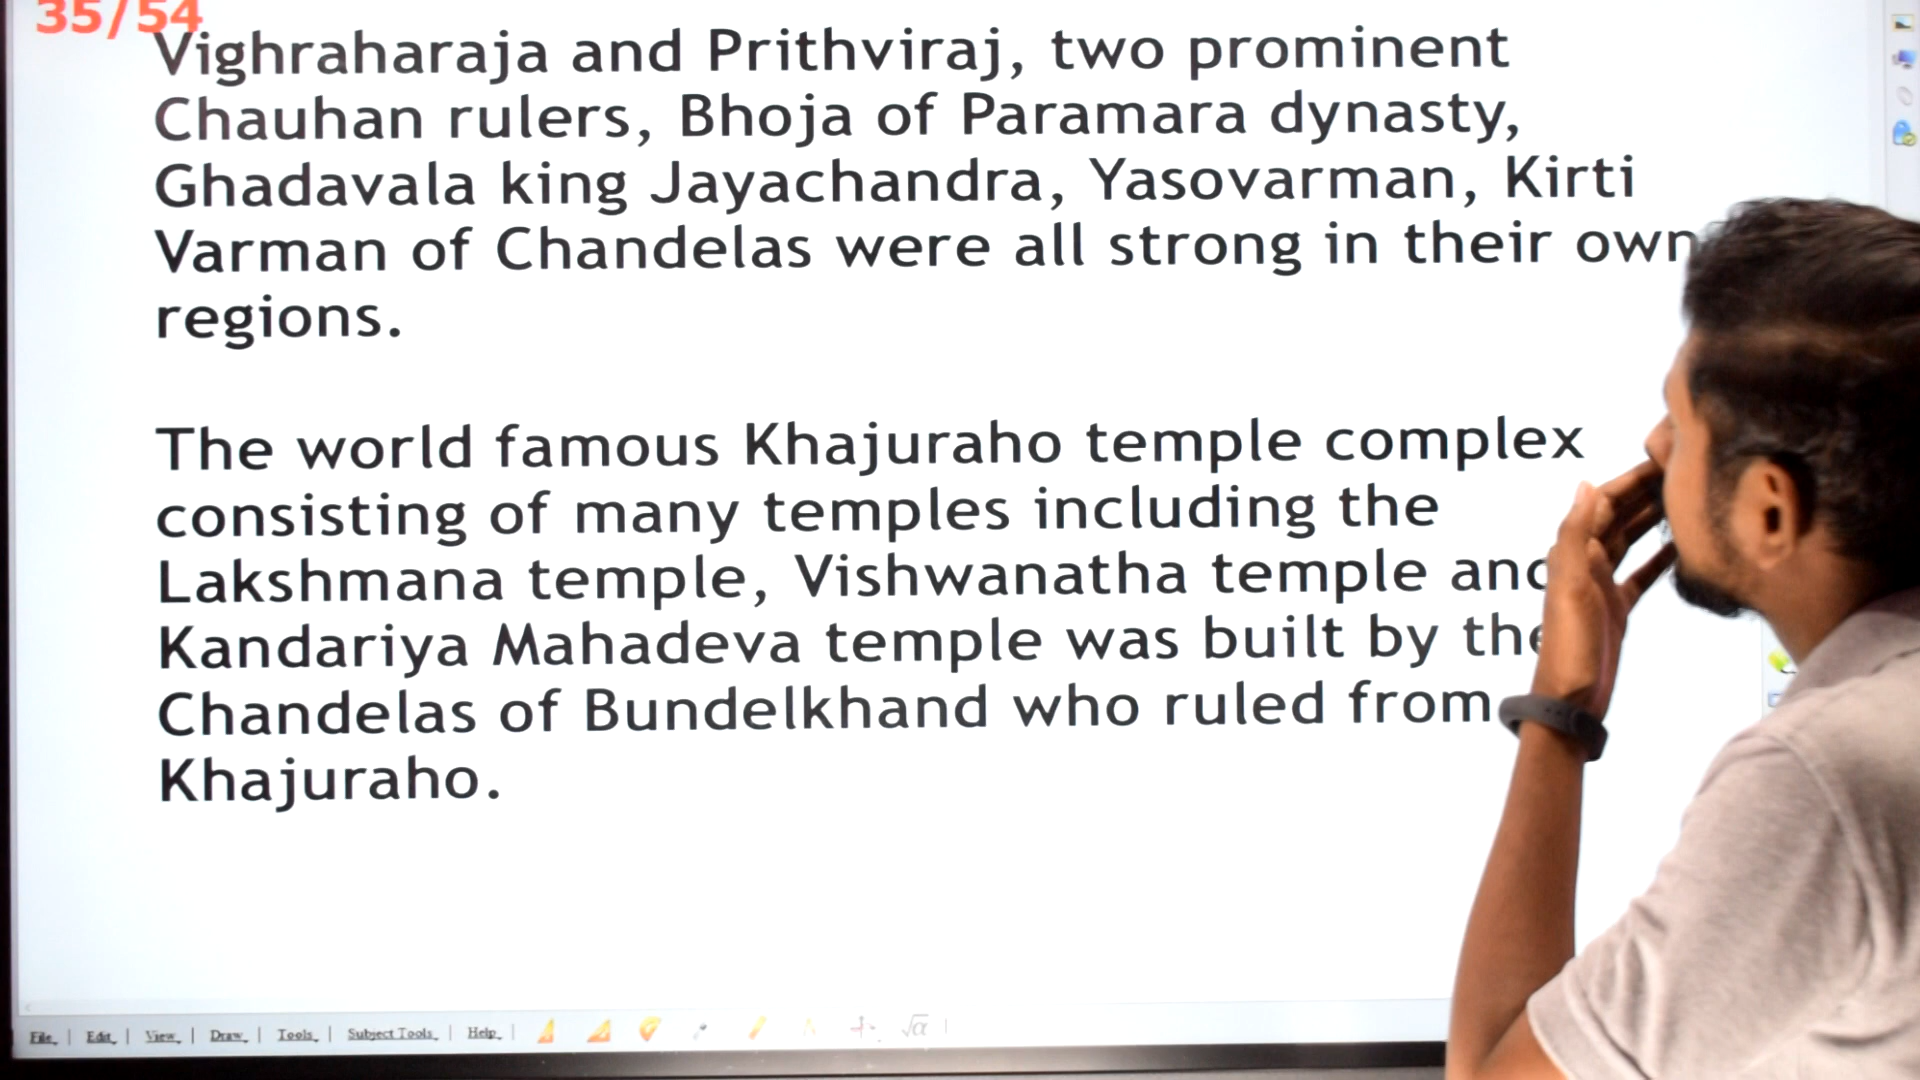 35/54
Vighraharaja and Prithviraj, two prominent
Chauhan rulers, Bhoja of Paramara dynasty,
Ghadavala king Jayachandra, Yasovarman, Kirti
Varman of Chandelas were all strong in their own
regions.
The world famous Khajuraho temple complex
consisting of many temples including the
Lakshmana temple, Vishwanatha temple and
Kandariya Mahadeva temple was built by the
Chandelas of Bundelkhand who ruled from
Khajuraho.
File | Edit | View | Draw | Tools | Subject Tools | Help | √α